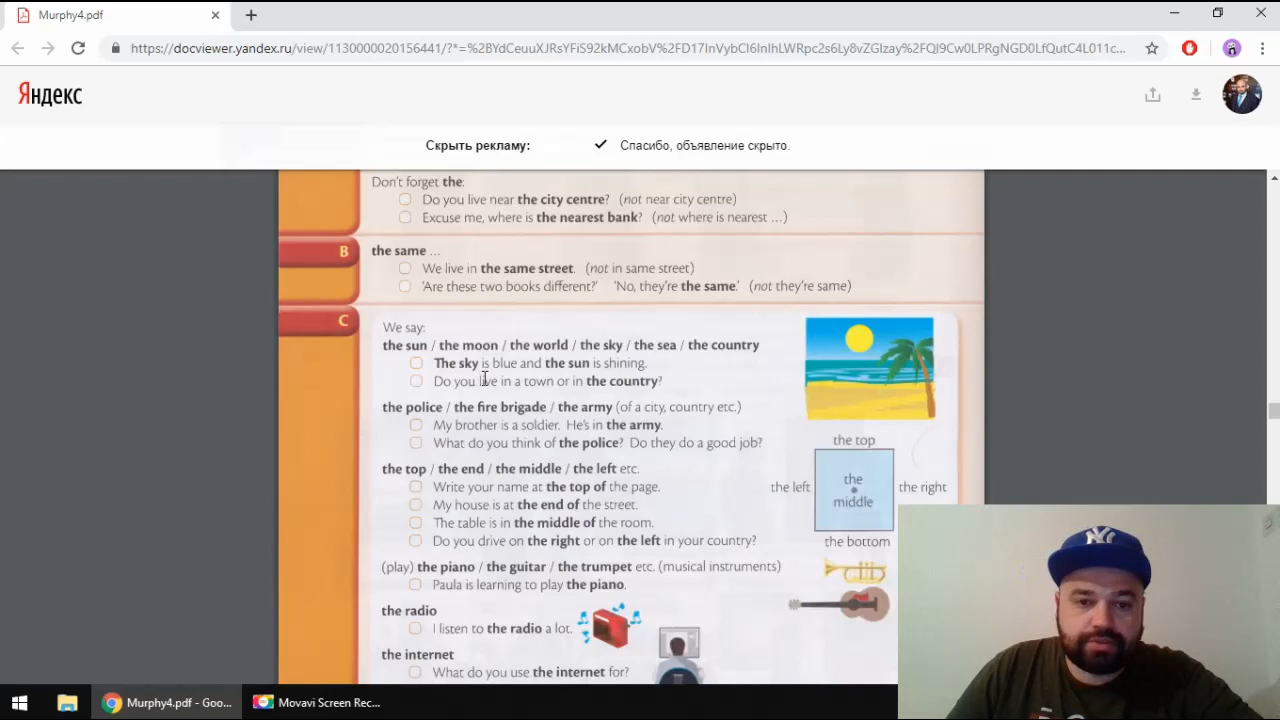 Murphy4.pdf
https://docviewer.yandex.ru/view/1130000020156441/?*=%2BYdCeuuXJRsYFiS92kMCxobV%2FD17InVybCI6InlhLWRpc2s6Ly8vZGlzay%2FQl9Cw0LPRgNGD0LfQutC4L011c...
Яндекс
Скрыть рекламу: Спасибо, объявление скрыто.
Don't forget the:
Do you live near the city centre? (not near city centre)
Excuse me, where is the nearest bank? (not where is nearest ...)
B the same ...
We live in the same street. (not in same street)
'Are these two books different?' 'No, they're the same.' (not they're same)
C
We say:
the sun / the moon / the world / the sky / the sea / the country
The sky is blue and the sun is shining.
Do you live in a town or in the country?
the police / the fire brigade / the army (of a city, country etc.)
My brother is a soldier. He's in the army.
What do you think of the police? Do they do a good job?
the top / the end / the middle / the left etc.
Write your name at the top of the page.
My house is at the end of the street.
The table is in the middle of the room.
Do you drive on the right or on the left in your country?
the top
the left
the
middle
the right
the bottom
(play) the piano / the guitar / the trumpet etc. (musical instruments)
Paula is learning to play the piano.
the radio
I listen to the radio a lot.
the internet
What do you use the internet for?
NY
Murphy4.pdf - Goo...
Movavi Screen Rec...